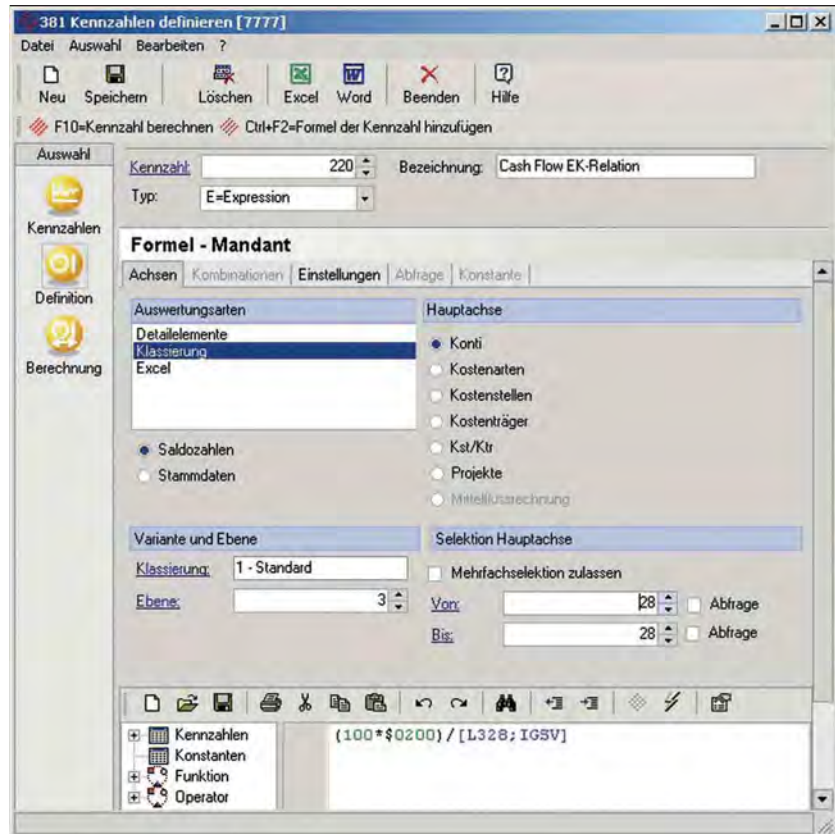 381 Kennzahlen definieren [7777]
Datei Auswahl Bearbeiten ?
Neu Speichern Löschen Excel Word Beenden Hilfe
F10=Kennzahl berechnen Ctrl+F2=Formel der Kennzahl hinzufügen
Auswahl
Kennzahlen
Definition
Berechnung
Kennzahl: 220 Bezeichnung: Cash Flow EK-Relation
Typ: E=Expression
Formel - Mandant
Achsen Kombinationen Einstellungen Abfrage Konstante
Auswertungsarten
Detailelemente
Klassierung
Excel
Saldozahlen
Stammdaten
Hauptachse
Konti
Kostenarten
Kostenstellen
Kostenträger
Kst/Ktr
Projekte
Mittelflussrechnung
Variante und Ebene
Klassierung: 1 - Standard
Ebene: 3
Selektion Hauptachse
Mehrfachselektion zulassen
Von: 28 Abfrage
Bis: 28 Abfrage
Kennzahlen
Konstanten
Funktion
Operator
(100*$0200)/[L328;IGSV]